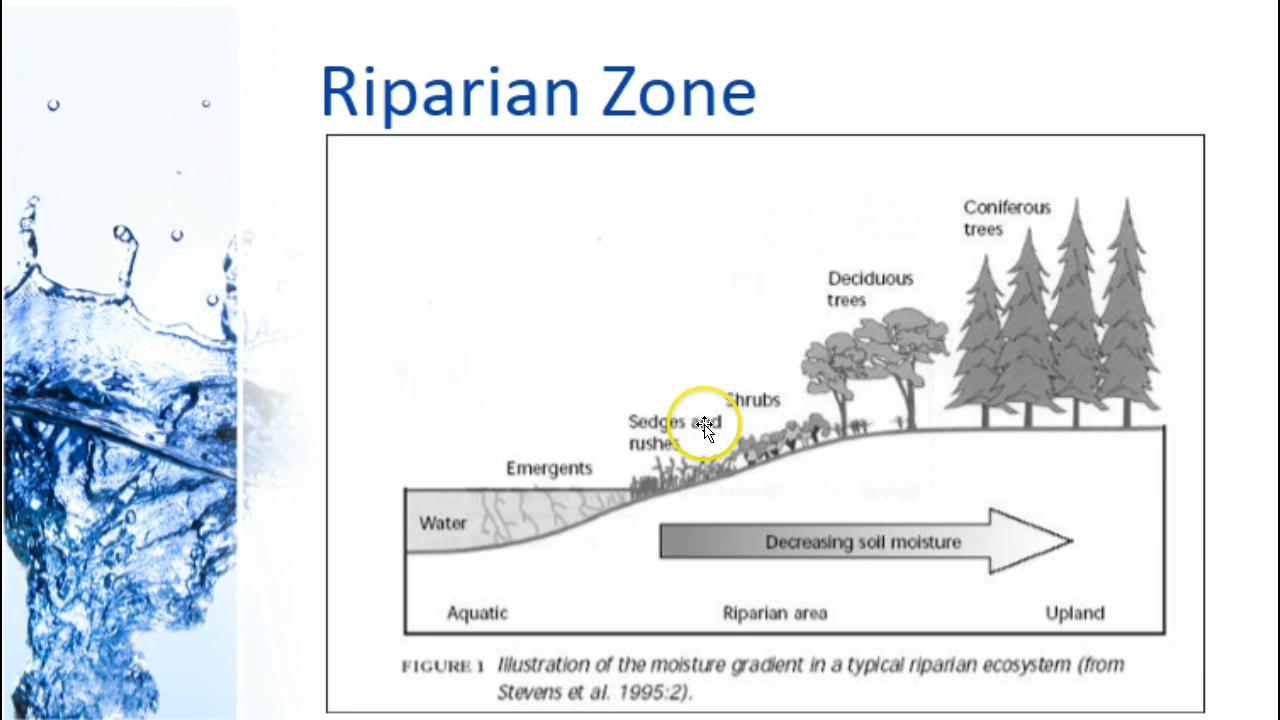 Riparian Zone
Coniferous
trees
Deciduous
trees
Shrubs
Sedges and
rushes
Emergents
Water
Decreasing soil moisture
Aquatic
Riparian area
Upland
FIGURE 1 Illustration of the moisture gradient in a typical riparian ecosystem (from
Stevens et al. 1995:2).